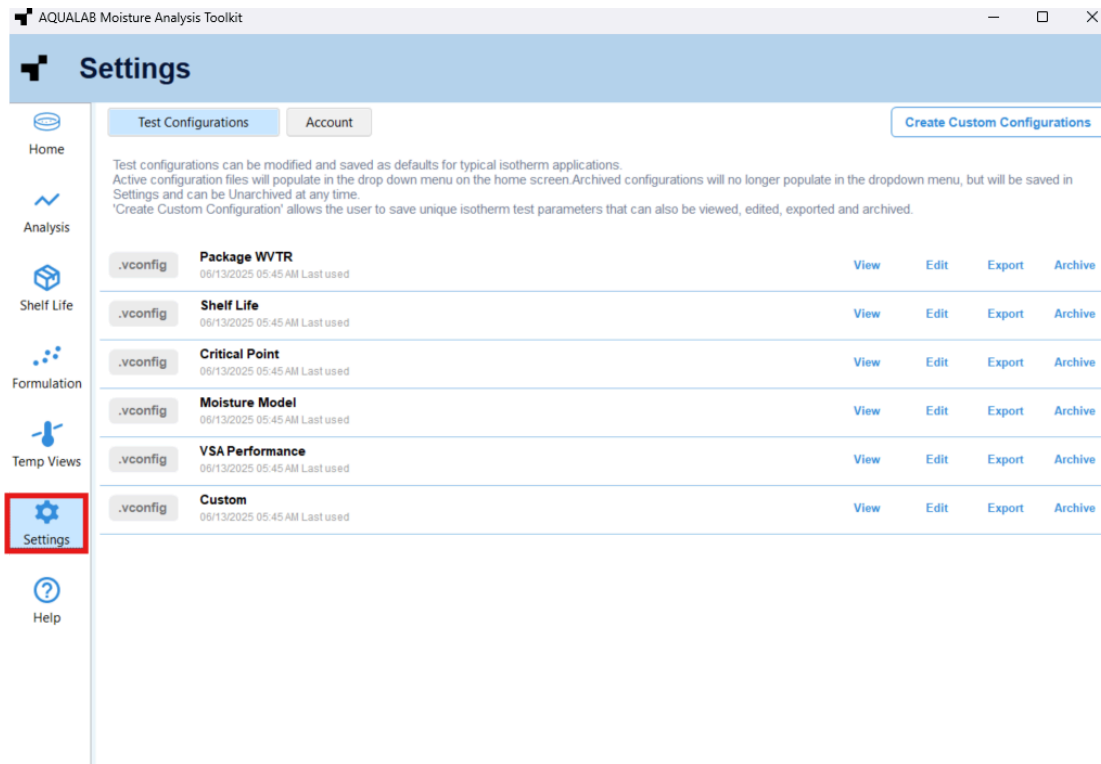 AQUALAB Moisture Analysis Toolkit
Settings
Home
Analysis
Shelf Life
Formulation
Temp Views
Settings
Help
Test Configurations
Account
Create Custom Configurations
Test configurations can be modified and saved as defaults for typical isotherm applications.
Active configuration files will populate in the drop down menu on the home screen.Archived configurations will no longer populate in the dropdown menu, but will be saved in
Settings and can be Unarchived at any time.
'Create Custom Configuration' allows the user to save unique isotherm test parameters that can also be viewed, edited, exported and archived.
.vconfig
Package WVTR
06/13/2025 05:45 AM Last used
View Edit Export Archive
.vconfig
Shelf Life
06/13/2025 05:45 AM Last used
View Edit Export Archive
.vconfig
Critical Point
06/13/2025 05:45 AM Last used
View Edit Export Archive
.vconfig
Moisture Model
06/13/2025 05:45 AM Last used
View Edit Export Archive
.vconfig
VSA Performance
06/13/2025 05:45 AM Last used
View Edit Export Archive
.vconfig
Custom
06/13/2025 05:45 AM Last used
View Edit Export Archive